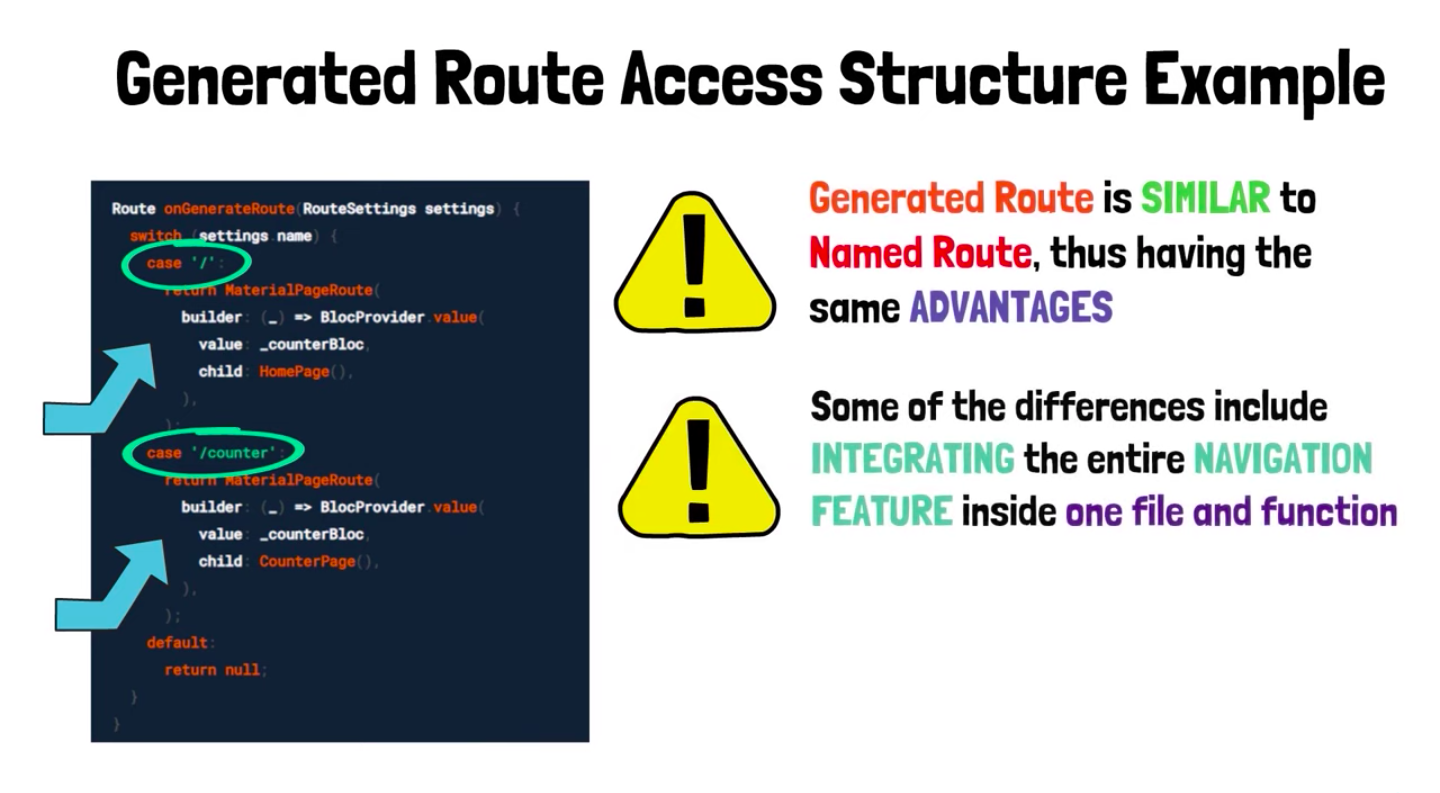 Generated Route Access Structure Example
Route onGenerateRoute(RouteSettings settings) {
switch (settings.name) {
case '/':
return MaterialPageRoute(
builder: (_) => BlocProvider.value(
value: _counterBloc,
child: HomePage(),
),
);
case '/counter':
return MaterialPageRoute(
builder: (_) => BlocProvider.value(
value: _counterBloc,
child: CounterPage(),
),
);
default:
return null;
}
}
!
Generated Route is SIMILAR to
Named Route, thus having the
same ADVANTAGES
!
Some of the differences include
INTEGRATING the entire NAVIGATION
FEATURE inside one file and function